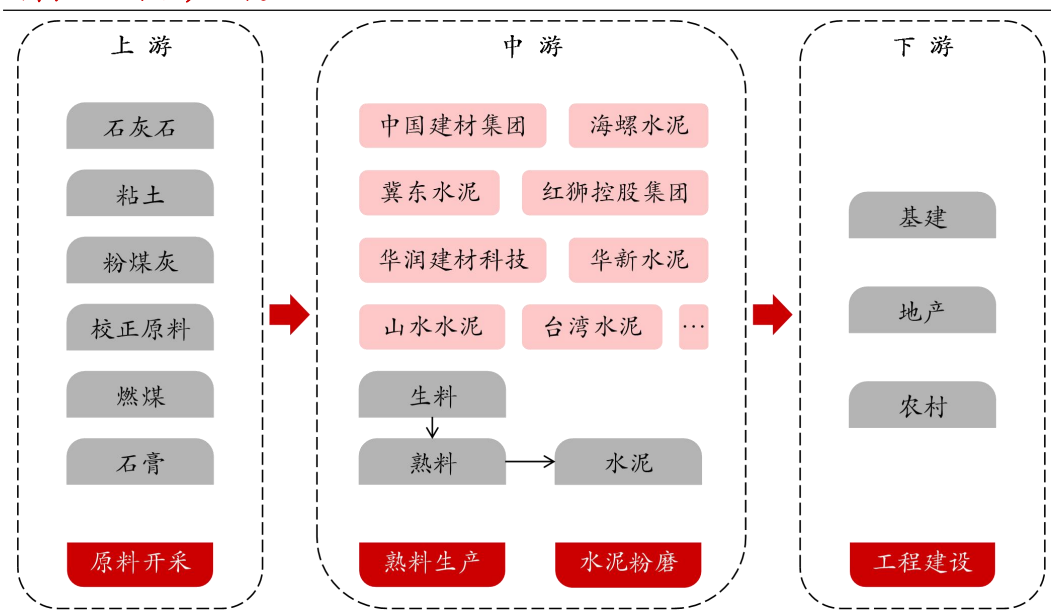 上 游
石灰石
粘土
粉煤灰
校正原料
燃煤
石膏
原料开采
中 游
中国建材集团 海螺水泥
冀东水泥 红狮控股集团
华润建材科技 华新水泥
山水水泥 台湾水泥 …
生料
熟料 水泥
熟料生产 水泥粉磨
下 游
基建
地产
农村
工程建设